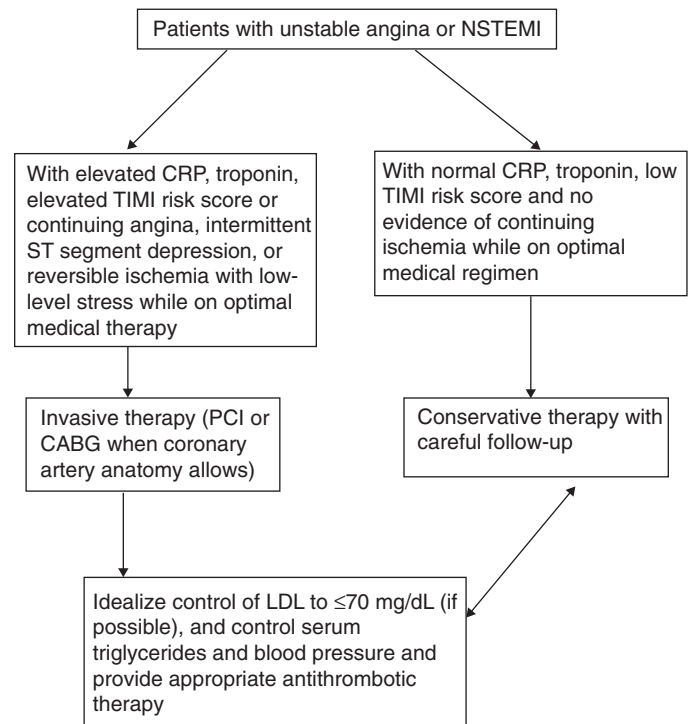 Patients with unstable angina or NSTEMI
With elevated CRP, troponin,
elevated TIMI risk score or
continuing angina, intermittent
ST segment depression, or
reversible ischemia with low-
level stress while on optimal
medical therapy
With normal CRP, troponin, low
TIMI risk score and no
evidence of continuing
ischemia while on optimal
medical regimen
Invasive therapy (PCI or
CABG when coronary
artery anatomy allows)
Conservative therapy with
careful follow-up
Idealize control of LDL to ≤70 mg/dL (if
possible), and control serum
triglycerides and blood pressure and
provide appropriate antithrombotic
therapy